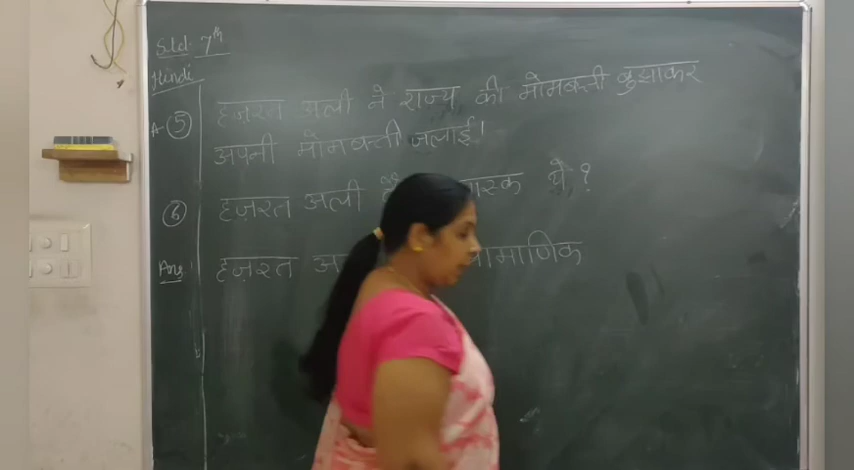 Std 7th
Hindi
A-5 हज़रत अली ने राज्य की मोमबत्ती बुझाकर
अपनी मोमबत्ती जलाई।
6 हज़रत अली थे?
Ans हज़रत